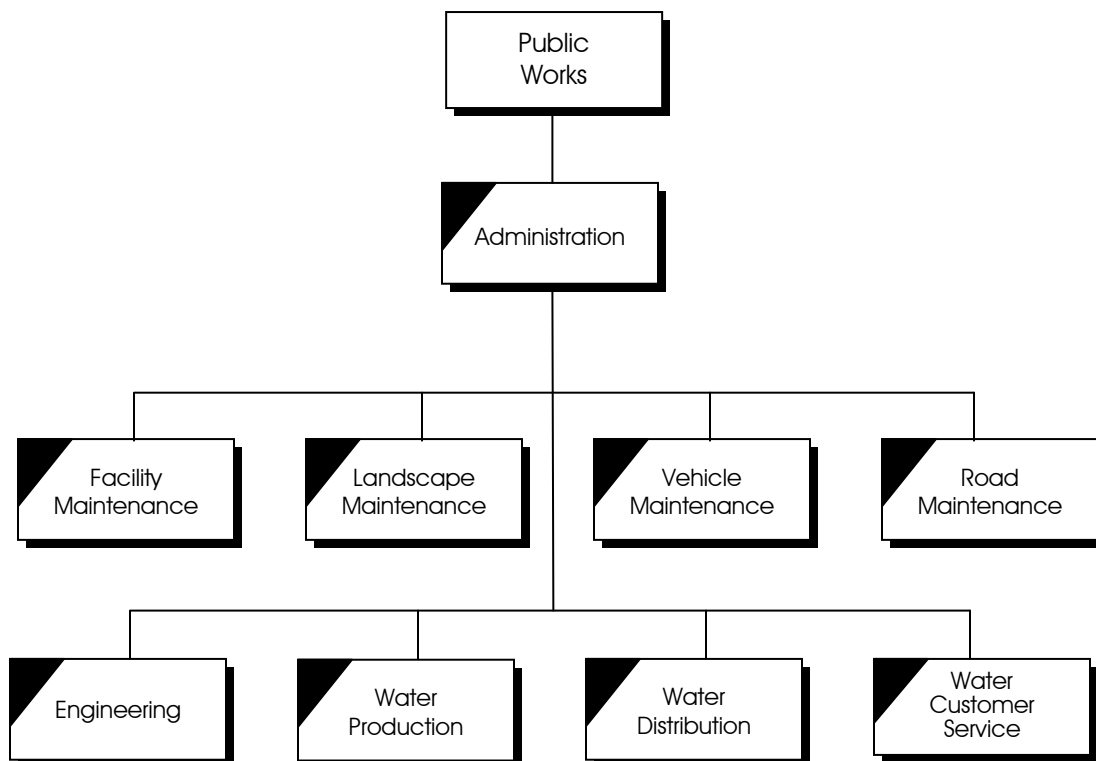 Public
Works
Administration
Facility
Maintenance
Landscape
Maintenance
Vehicle
Maintenance
Road
Maintenance
Engineering
Water
Production
Water
Distribution
Water
Customer
Service